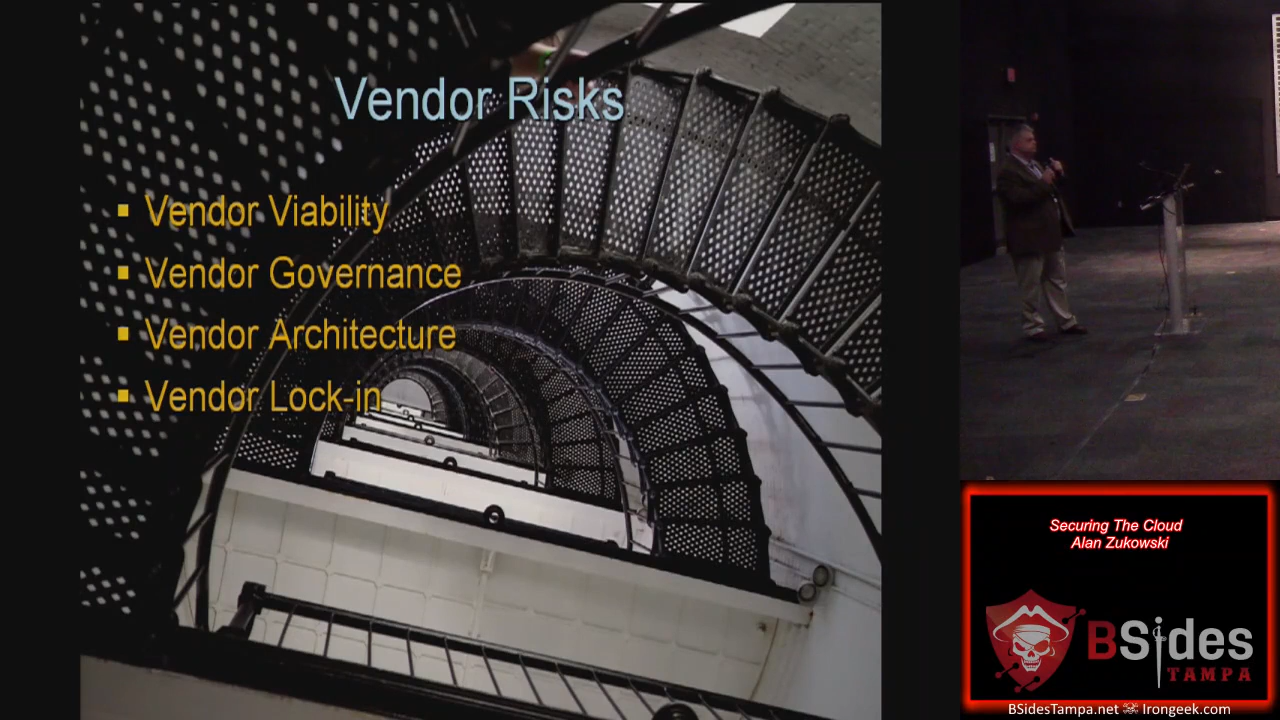 Vendor Risks
▪ Vendor Viability
▪ Vendor Governance
▪ Vendor Architecture
▪ Vendor Lock-in
Securing The Cloud
Alan Zukowski
BSides
TAMPA
BSidesTampa.net ☠ Irongeek.com